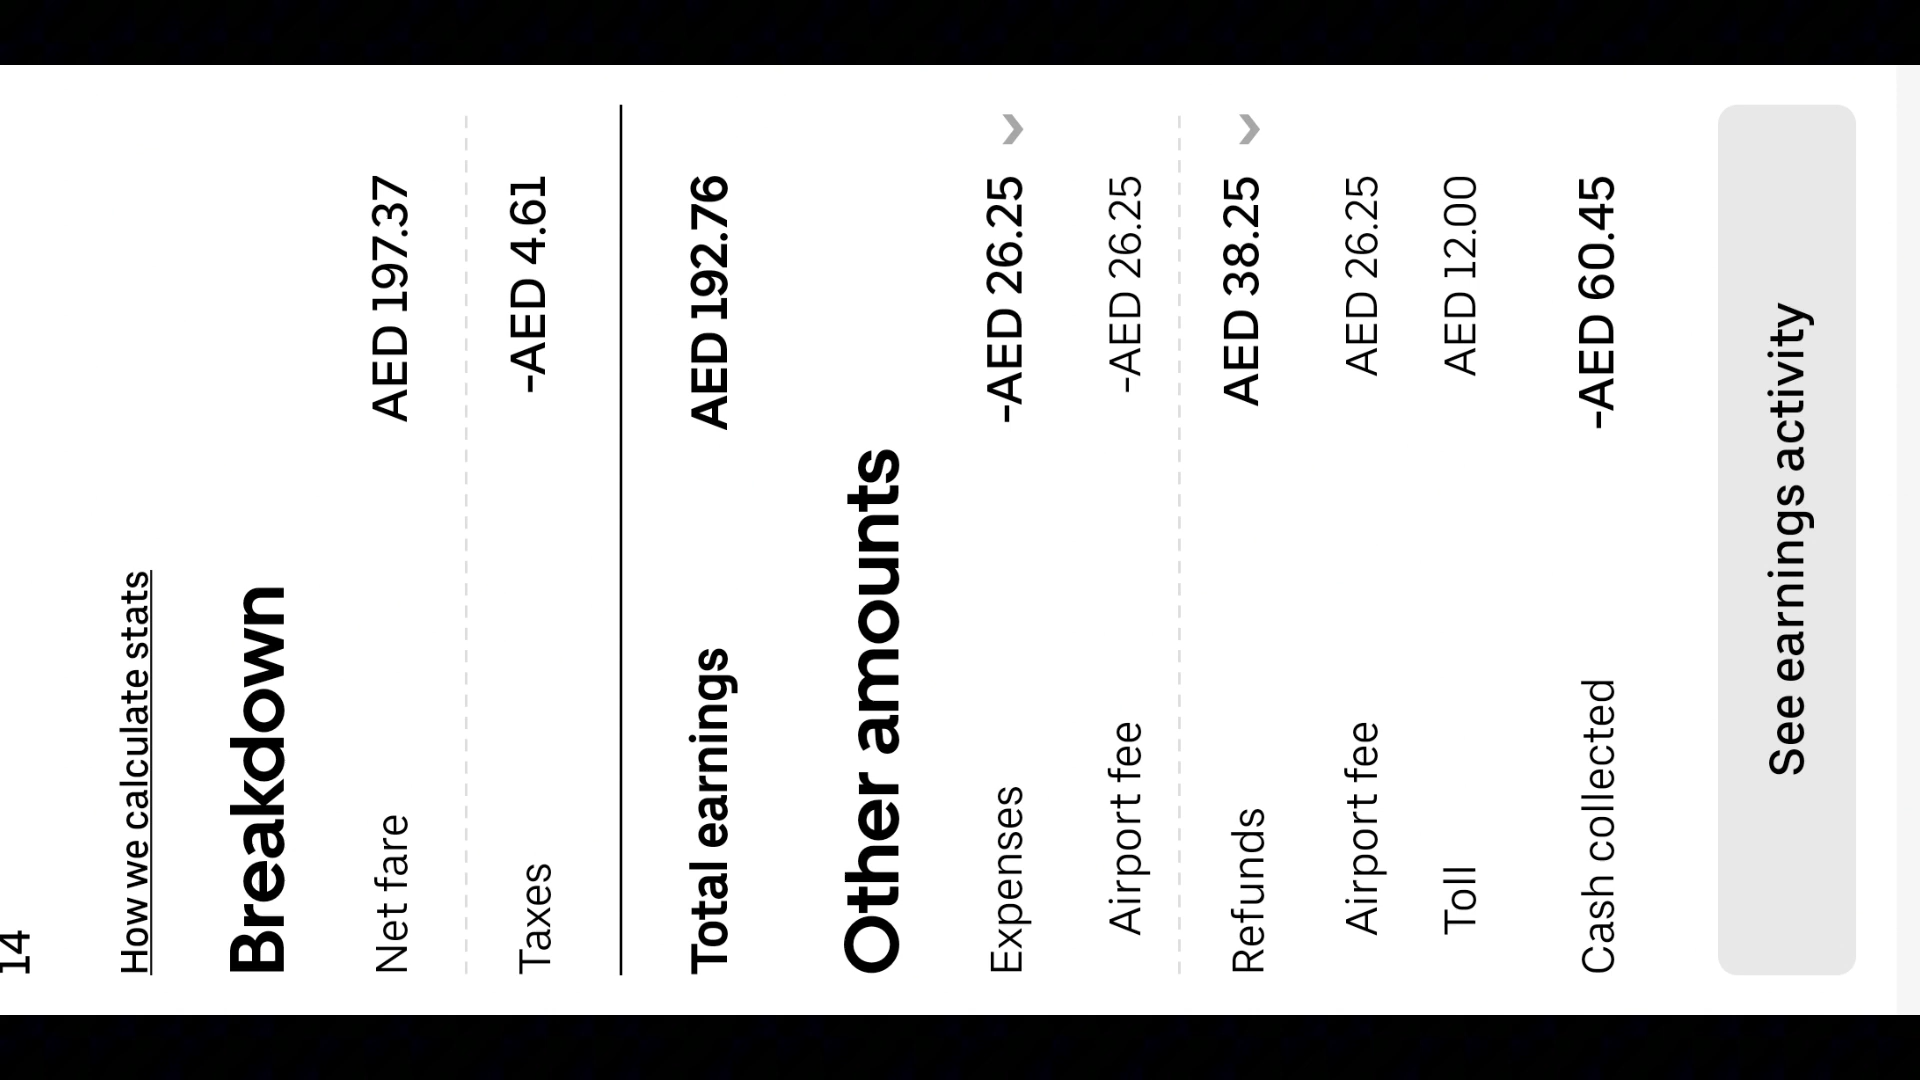 14
How we calculate stats
Breakdown
Net fare AED 197.37
Taxes -AED 4.61
Total earnings AED 192.76
Other amounts
Expenses -AED 26.25
Airport fee -AED 26.25
Refunds AED 38.25
Airport fee AED 26.25
Toll AED 12.00
Cash collected -AED 60.45
See earnings activity